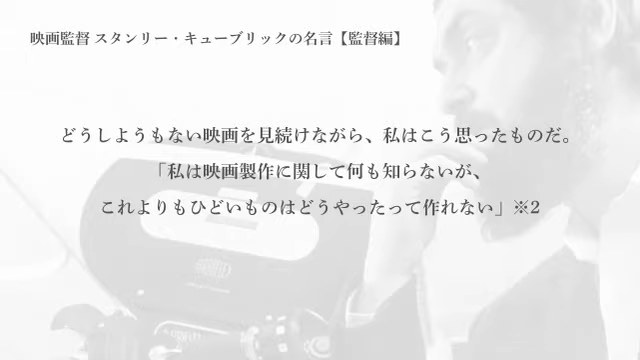 映画監督 スタンリー・キューブリックの名言【監督編】
どうしようもない映画を見続けながら、私はこう思ったものだ。
「私は映画製作に関して何も知らないが、
これよりもひどいものはどうやったって作れない」※2